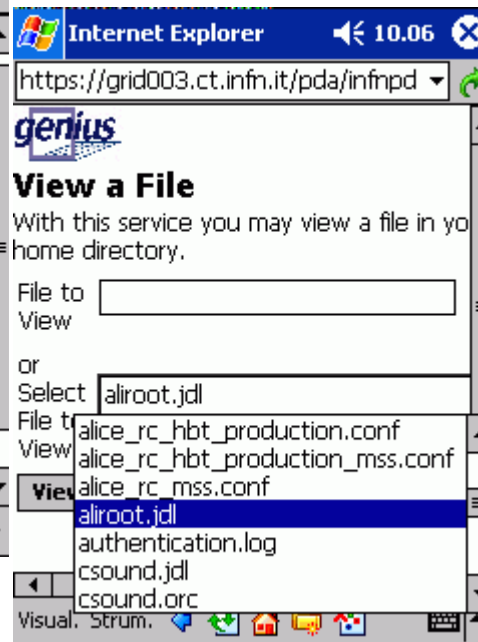 Internet Explorer 10.06
https://grid003.ct.infn.it/pda/infnpd
genius
View a File
With this service you may view a file in yo
home directory.
File to
View
or
Select aliroot.jdl
File to
View
alice_rc_hbt_production.conf
alice_rc_hbt_production_mss.conf
View alice_rc_mss.conf
aliroot.jdl
authentication.log
csound.jdl
csound.orc
Visual. Strum.